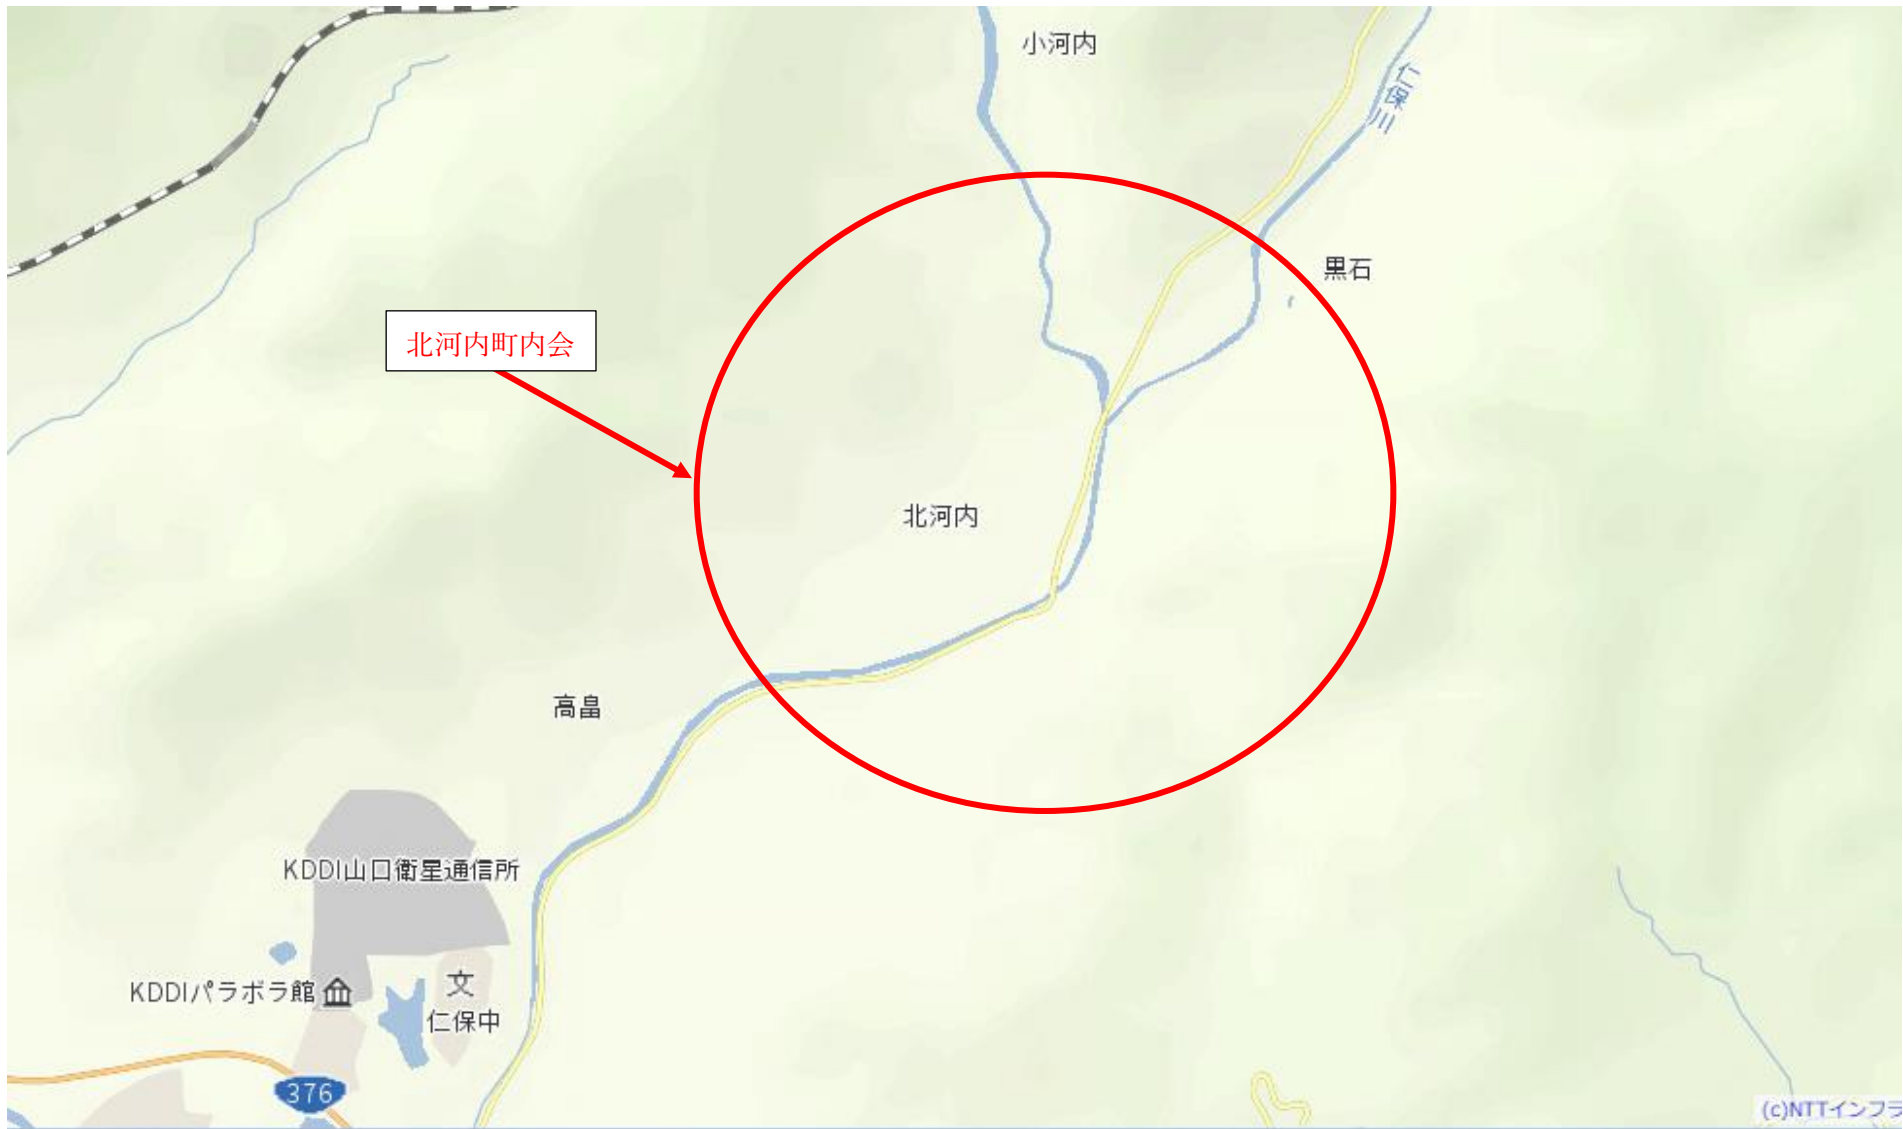 小河内
仁保川
黒石
北河内町内会
北河内
高畠
KDDI山口衛星通信所
KDDIパラボラ館
文
仁保中
376
(c)NTTインフラ